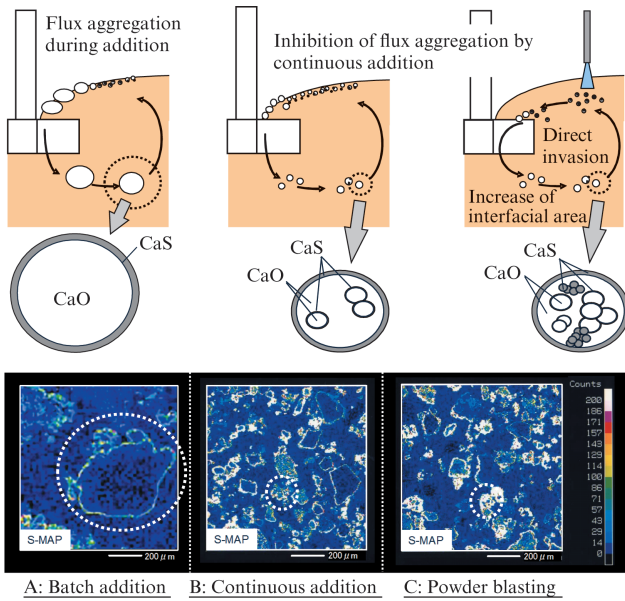 Flux aggregation
during addition
Inhibition of flux aggregation by
continuous addition
Direct
invasion
Increase of
interfacial area
CaS
CaO
CaS
CaO
CaS
CaO
Counts
200
186
171
157
143
129
114
100
86
71
57
43
29
14
0
S-MAP
200 μm
S-MAP
200 μm
S-MAP
200 μm
A: Batch addition
B: Continuous addition
C: Powder blasting